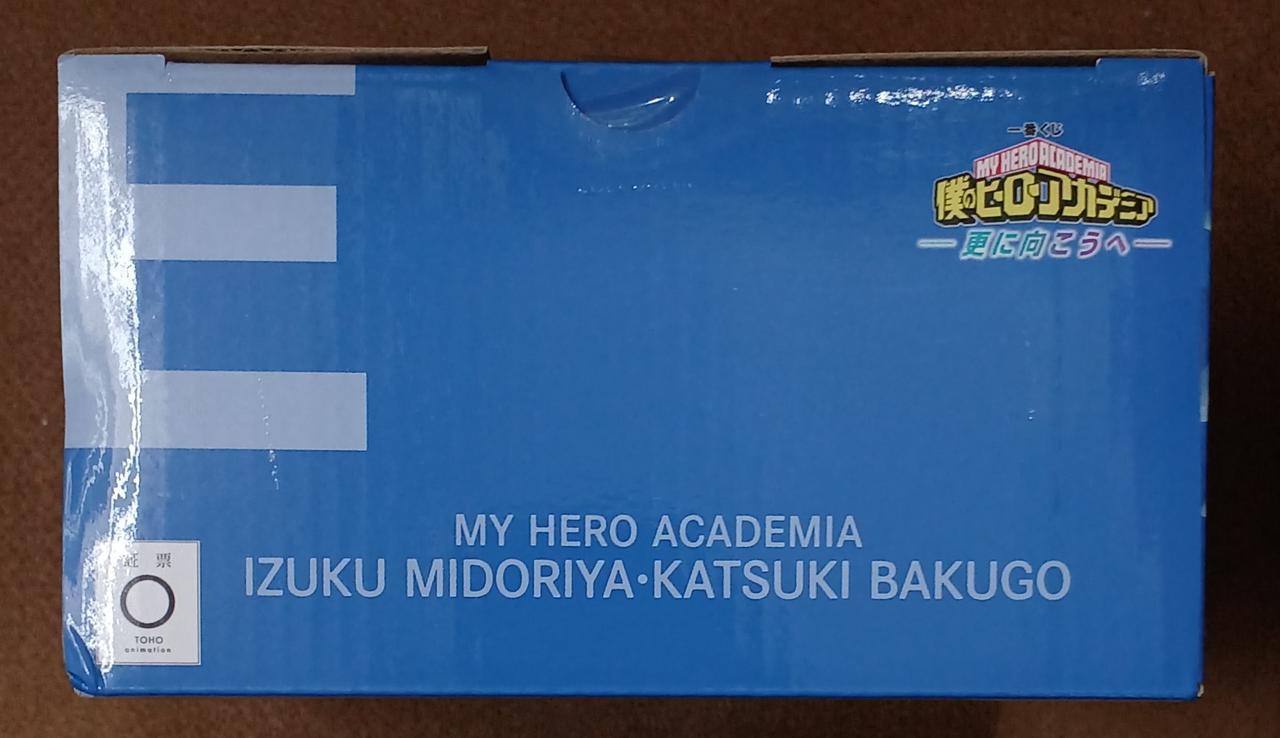 一番くじ
MY HERO ACADEMIA
僕のヒーローアカデミア
更に向こうへ
MY HERO ACADEMIA
IZUKU MIDORIYA・KATSUKI BAKUGO
証票
TOHO
animation